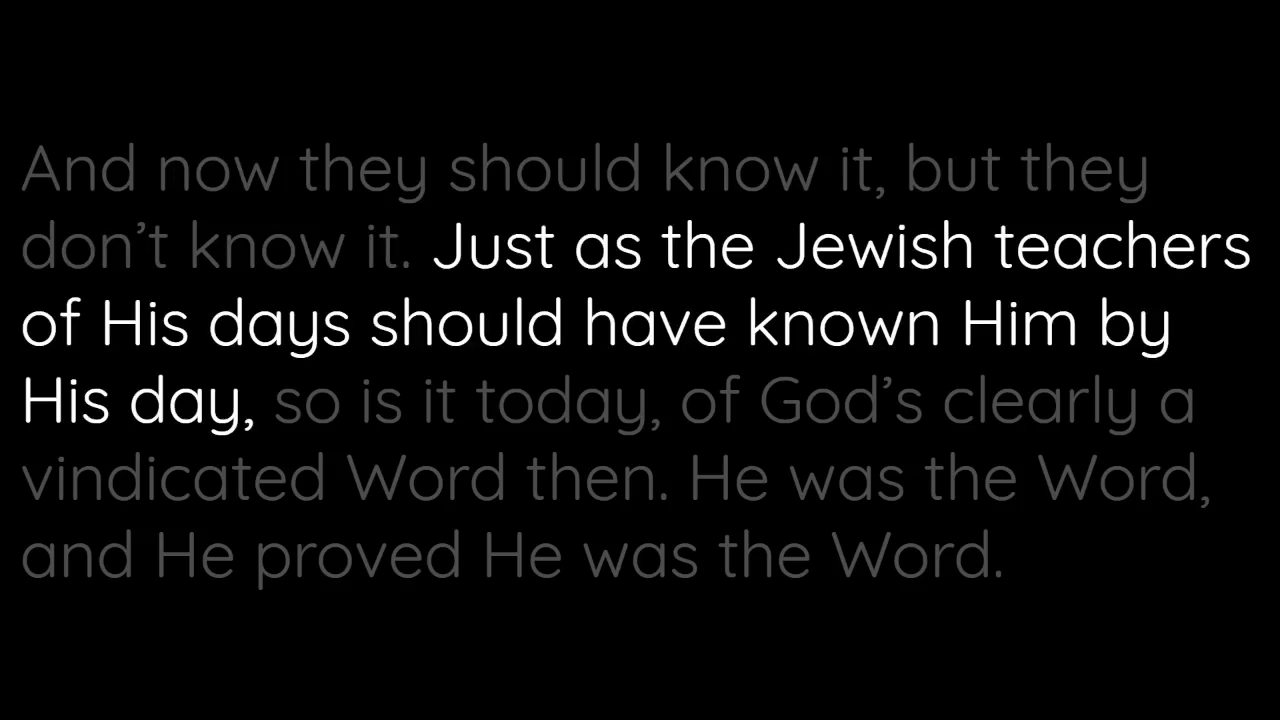 And now they should know it, but they
don’t know it. Just as the Jewish teachers
of His days should have known Him by
His day, so is it today, of God’s clearly a
vindicated Word then. He was the Word,
and He proved He was the Word.